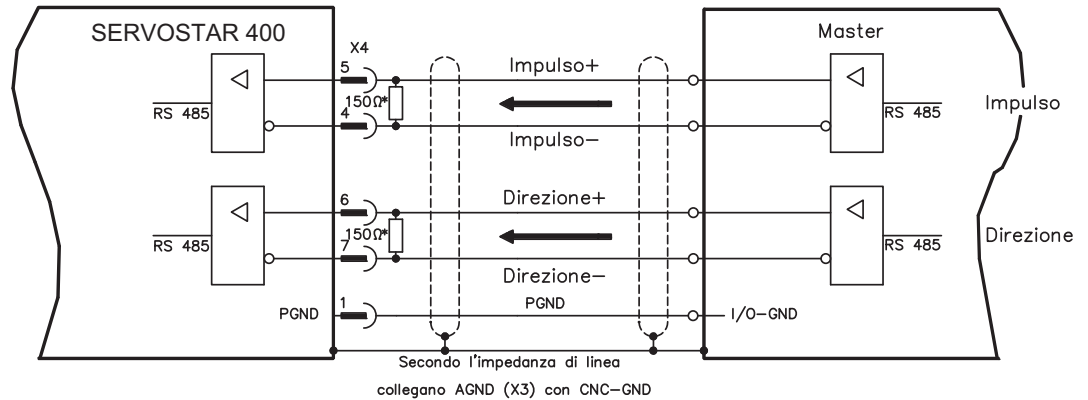 SERVOSTAR 400
X4
Master
5
Impulso+
150Ω*
RS 485
RS 485
Impulso
4
Impulso−
6
Direzione+
150Ω*
RS 485
RS 485
Direzione
7
Direzione−
PGND
1
PGND
I/O−GND
Secondo l'impedanza di linea
collegano AGND (X3) con CNC−GND